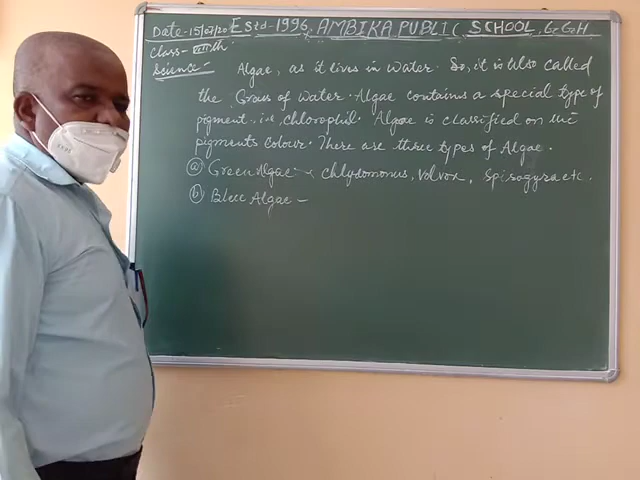 Date-15/07/20 Estd-1996, AMBIKA PUBLIC SCHOOL, GZGH
Class- VIIIth
Science-
Algae, as it lives in water. So, it is also called
the Grass of water. Algae contains a special type of
pigment, i.e, chlorophil. Algae is classified on the
pigments colour. There are three types of Algae.
(a) Green Algae - Chlydomonus, Volvox, Spirogyra etc.
(b) Blue Algae -